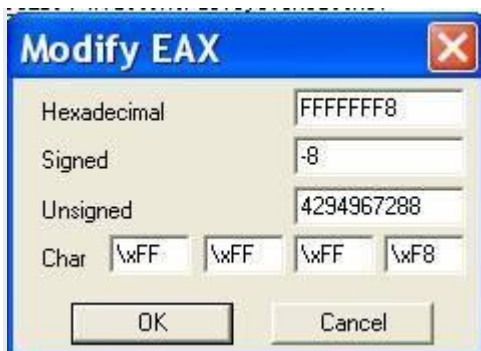 Modify EAX
Hexadecimal FFFFFFF8
Signed -8
Unsigned 4294967288
Char \xFF \xFF \xFF \xF8
OK Cancel